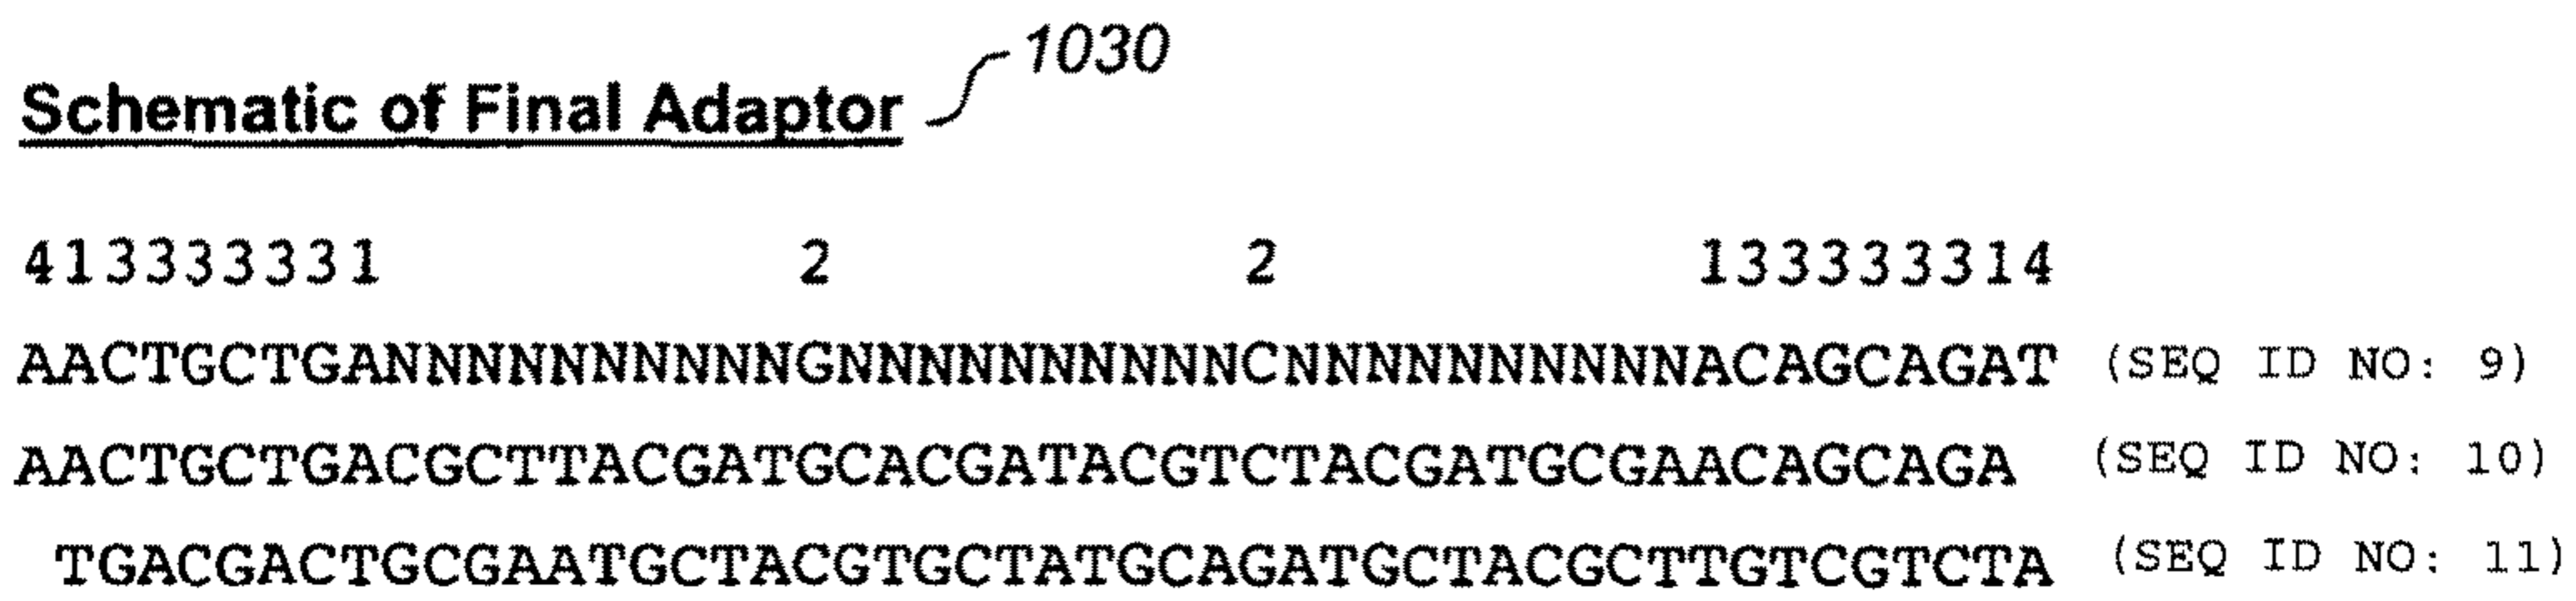 Schematic of Final Adaptor 1030
413333331 2 2 133333314
AACTGCTGANNNNNNNNNNGNNNNNNNNNNCNNNNNNNNNNACAGCAGAT (SEQ ID NO: 9)
AACTGCTGACGCTTACGATGCACGATACGTCTACGATGCGAACAGCAGA (SEQ ID NO: 10)
TGACGACTGCGAATGCTACGTGCTATGCAGATGCTACGCTTGTCGTCTA (SEQ ID NO: 11)